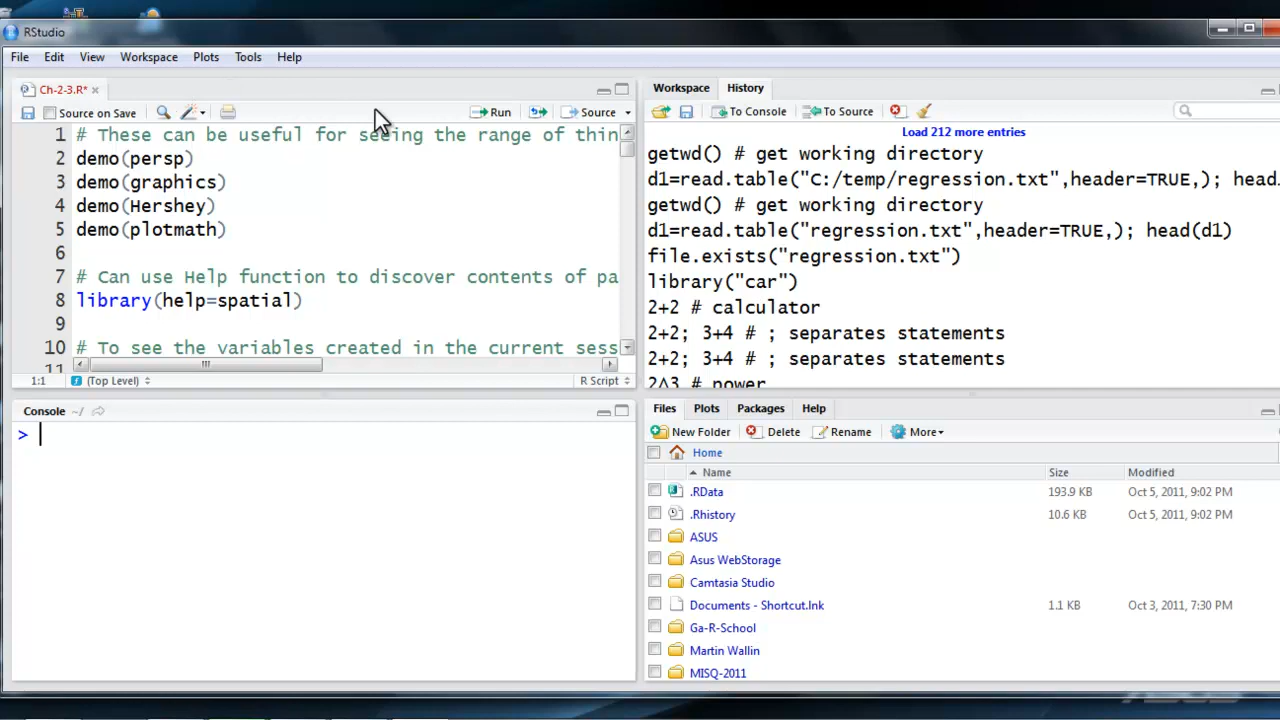 RStudio
File Edit View Workspace Plots Tools Help
Ch-2-3.R*
Source on Save Run Source
1 # These can be useful for seeing the range of thin
2 demo(persp)
3 demo(graphics)
4 demo(Hershey)
5 demo(plotmath)
6
7 # Can use Help function to discover contents of pa
8 library(help=spatial)
9
10 # To see the variables created in the current sess
11
1:1 (Top Level) R Script
Console ~/
>
Workspace History
To Console To Source
Load 212 more entries
getwd() # get working directory
d1=read.table("C:/temp/regression.txt",header=TRUE,); head
getwd() # get working directory
d1=read.table("regression.txt",header=TRUE,); head(d1)
file.exists("regression.txt")
library("car")
2+2 # calculator
2+2; 3+4 # ; separates statements
2+2; 3+4 # ; separates statements
2^3 # power
Files Plots Packages Help
New Folder Delete Rename More
Home
Name Size Modified
.RData 193.9 KB Oct 5, 2011, 9:02 PM
.Rhistory 10.6 KB Oct 5, 2011, 9:02 PM
ASUS
Asus WebStorage
Camtasia Studio
Documents - Shortcut.lnk 1.1 KB Oct 3, 2011, 7:30 PM
Ga-R-School
Martin Wallin
MISQ-2011